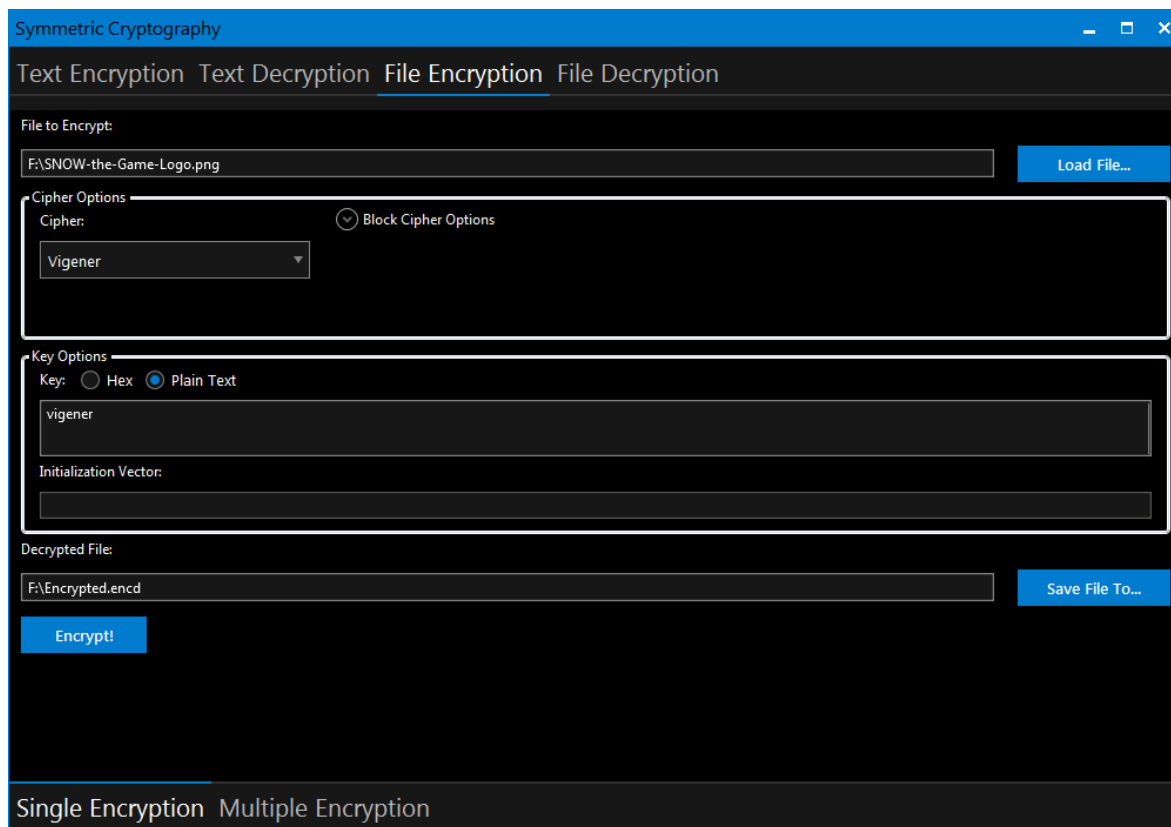 Symmetric Cryptography
Text Encryption Text Decryption File Encryption File Decryption
File to Encrypt:
F:\SNOW-the-Game-Logo.png
Load File...
Cipher Options
Cipher:
Block Cipher Options
Vigener
Key Options
Key: Hex Plain Text
vigener
Initialization Vector:
Decrypted File:
F:\Encrypted.encd
Save File To...
Encrypt!
Single Encryption Multiple Encryption